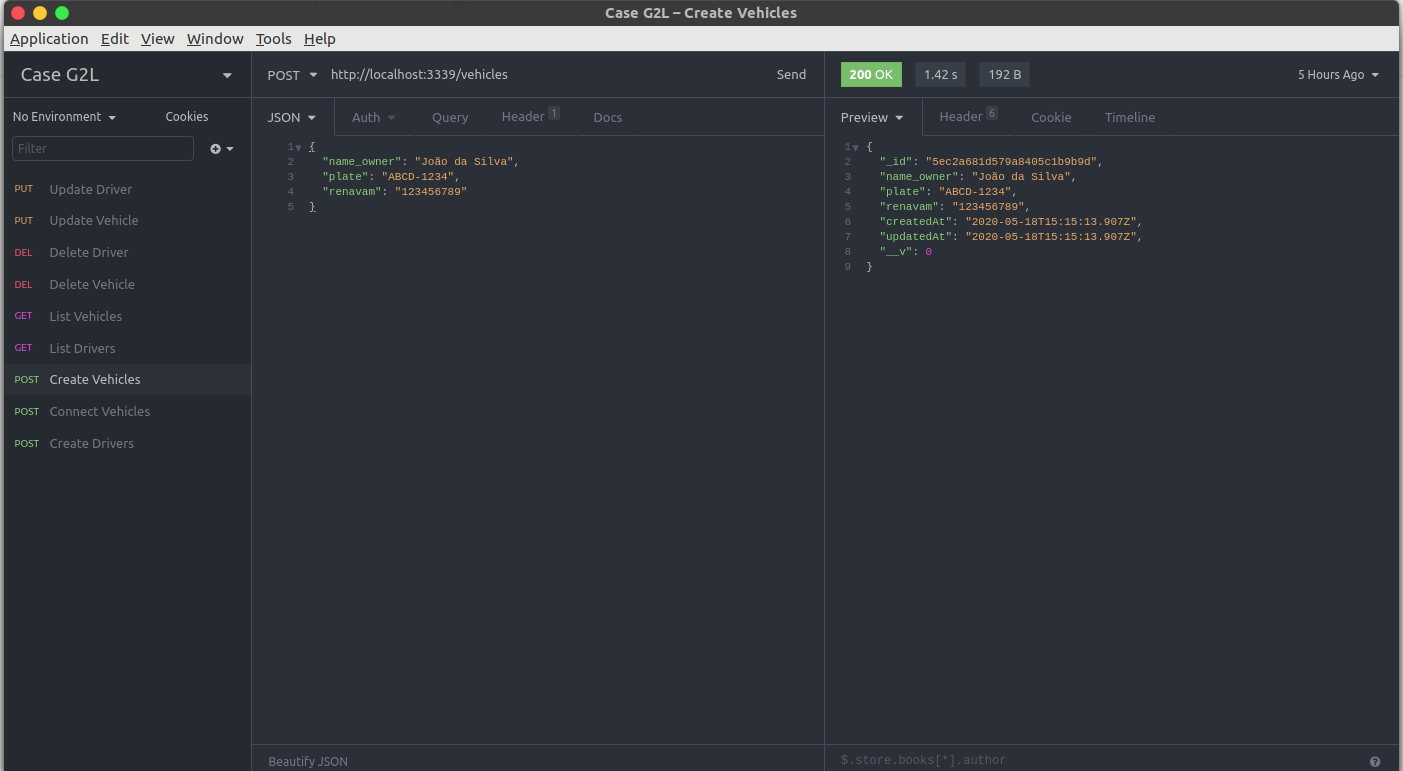 Case G2L – Create Vehicles
Application Edit View Window Tools Help
Case G2L
POST http://localhost:3339/vehicles Send
200 OK 1.42 s 192 B 5 Hours Ago
No Environment Cookies
JSON Auth Query Header 1 Docs
Preview Header 6 Cookie Timeline
Filter
PUT Update Driver
PUT Update Vehicle
DEL Delete Driver
DEL Delete Vehicle
GET List Vehicles
GET List Drivers
POST Create Vehicles
POST Connect Vehicles
POST Create Drivers
1 {
2 "name_owner": "João da Silva",
3 "plate": "ABCD-1234",
4 "renavam": "123456789"
5 }
1 {
2 "_id": "5ec2a681d579a8405c1b9b9d",
3 "name_owner": "João da Silva",
4 "plate": "ABCD-1234",
5 "renavam": "123456789",
6 "createdAt": "2020-05-18T15:15:13.907Z",
7 "updatedAt": "2020-05-18T15:15:13.907Z",
8 "__v": 0
9 }
Beautify JSON
$.store.books[*].author